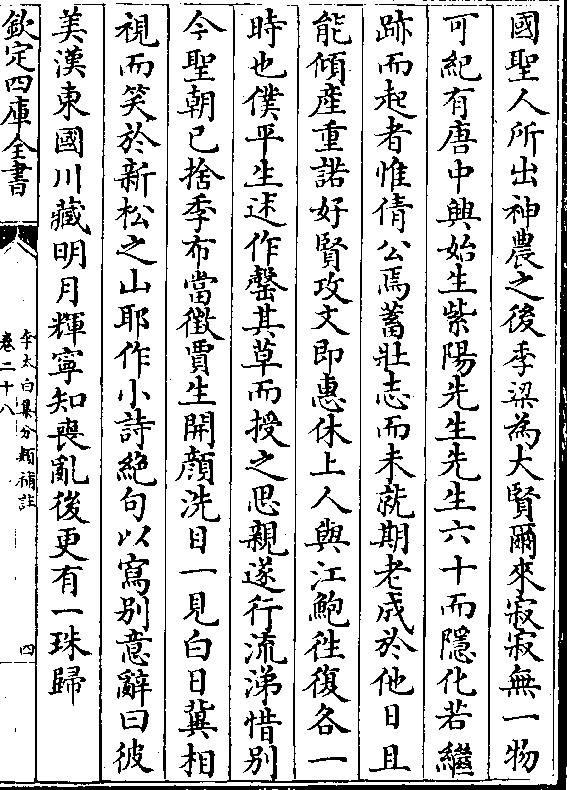 國聖人所出神農之後季梁為大賢爾來寂寂無一物
可紀有唐中興始生紫陽先生先生六十而隱化若繼
跡而起者惟倩公焉蓄壯志而未就期老成於他日且
能傾産重諾好賢攻文即惠休上人與江鮑徃復各一
時也僕平生述作罄其草而授之思親遂行流涕惜别
今聖朝已捨季布當徵賈生開顔洗目一見白日冀相
視而笑於新松之山耶作小詩絶句以寫别意辭曰彼
美漢東國川藏明月輝寧知喪亂後更有一珠歸
欽定四庫全書
李太白集分類補註
卷二十八
四